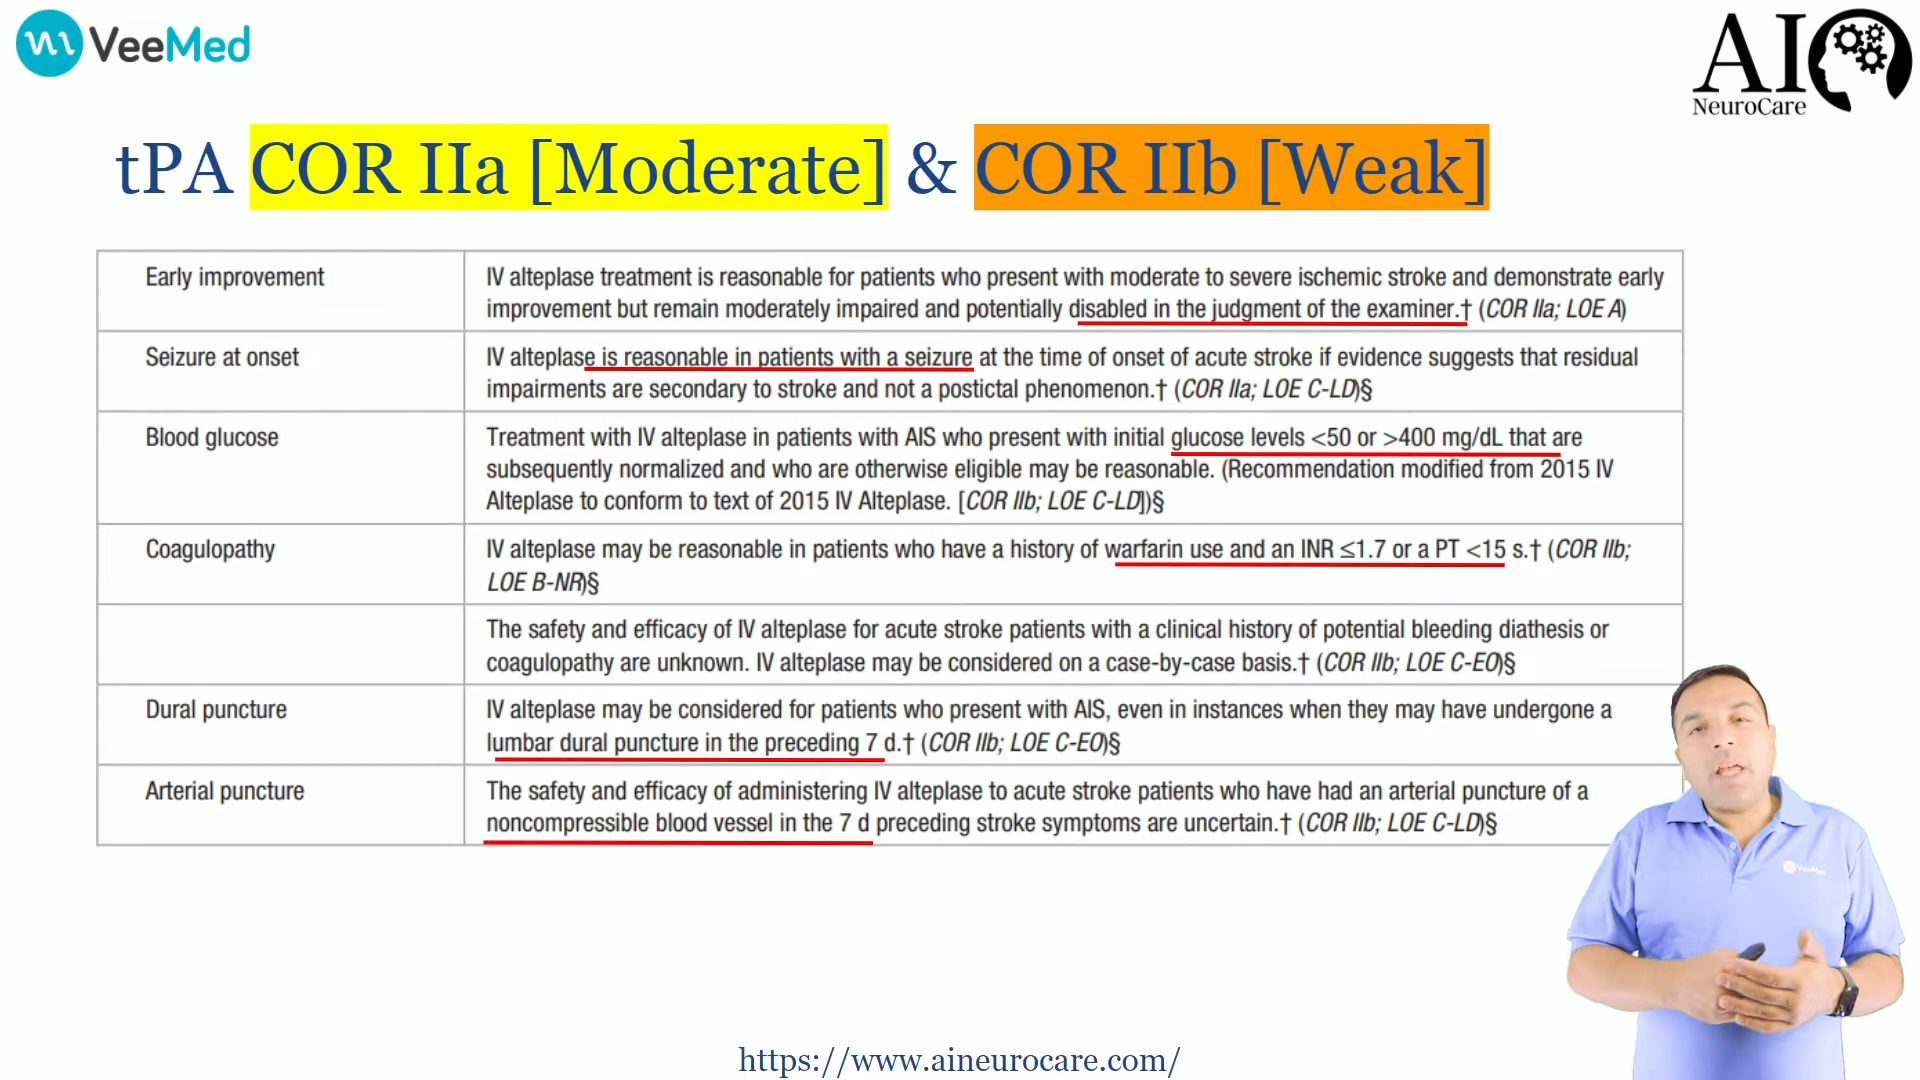 VeeMed
AI
NeuroCare
tPA COR IIa [Moderate] & COR IIb [Weak]
Early improvement
IV alteplase treatment is reasonable for patients who present with moderate to severe ischemic stroke and demonstrate early
improvement but remain moderately impaired and potentially disabled in the judgment of the examiner.† (COR IIa; LOE A)
Seizure at onset
IV alteplase is reasonable in patients with a seizure at the time of onset of acute stroke if evidence suggests that residual
impairments are secondary to stroke and not a postictal phenomenon.† (COR IIa; LOE C-LD)§
Blood glucose
Treatment with IV alteplase in patients with AIS who present with initial glucose levels <50 or >400 mg/dL that are
subsequently normalized and who are otherwise eligible may be reasonable. (Recommendation modified from 2015 IV
Alteplase to conform to text of 2015 IV Alteplase. [COR IIb; LOE C-LD])§
Coagulopathy
IV alteplase may be reasonable in patients who have a history of warfarin use and an INR ≤1.7 or a PT <15 s.† (COR IIb;
LOE B-NR)§
The safety and efficacy of IV alteplase for acute stroke patients with a clinical history of potential bleeding diathesis or
coagulopathy are unknown. IV alteplase may be considered on a case-by-case basis.† (COR IIb; LOE C-EO)§
Dural puncture
IV alteplase may be considered for patients who present with AIS, even in instances when they may have undergone a
lumbar dural puncture in the preceding 7 d.† (COR IIb; LOE C-EO)§
Arterial puncture
The safety and efficacy of administering IV alteplase to acute stroke patients who have had an arterial puncture of a
noncompressible blood vessel in the 7 d preceding stroke symptoms are uncertain.† (COR IIb; LOE C-LD)§
VeeMed
https://www.aineurocare.com/